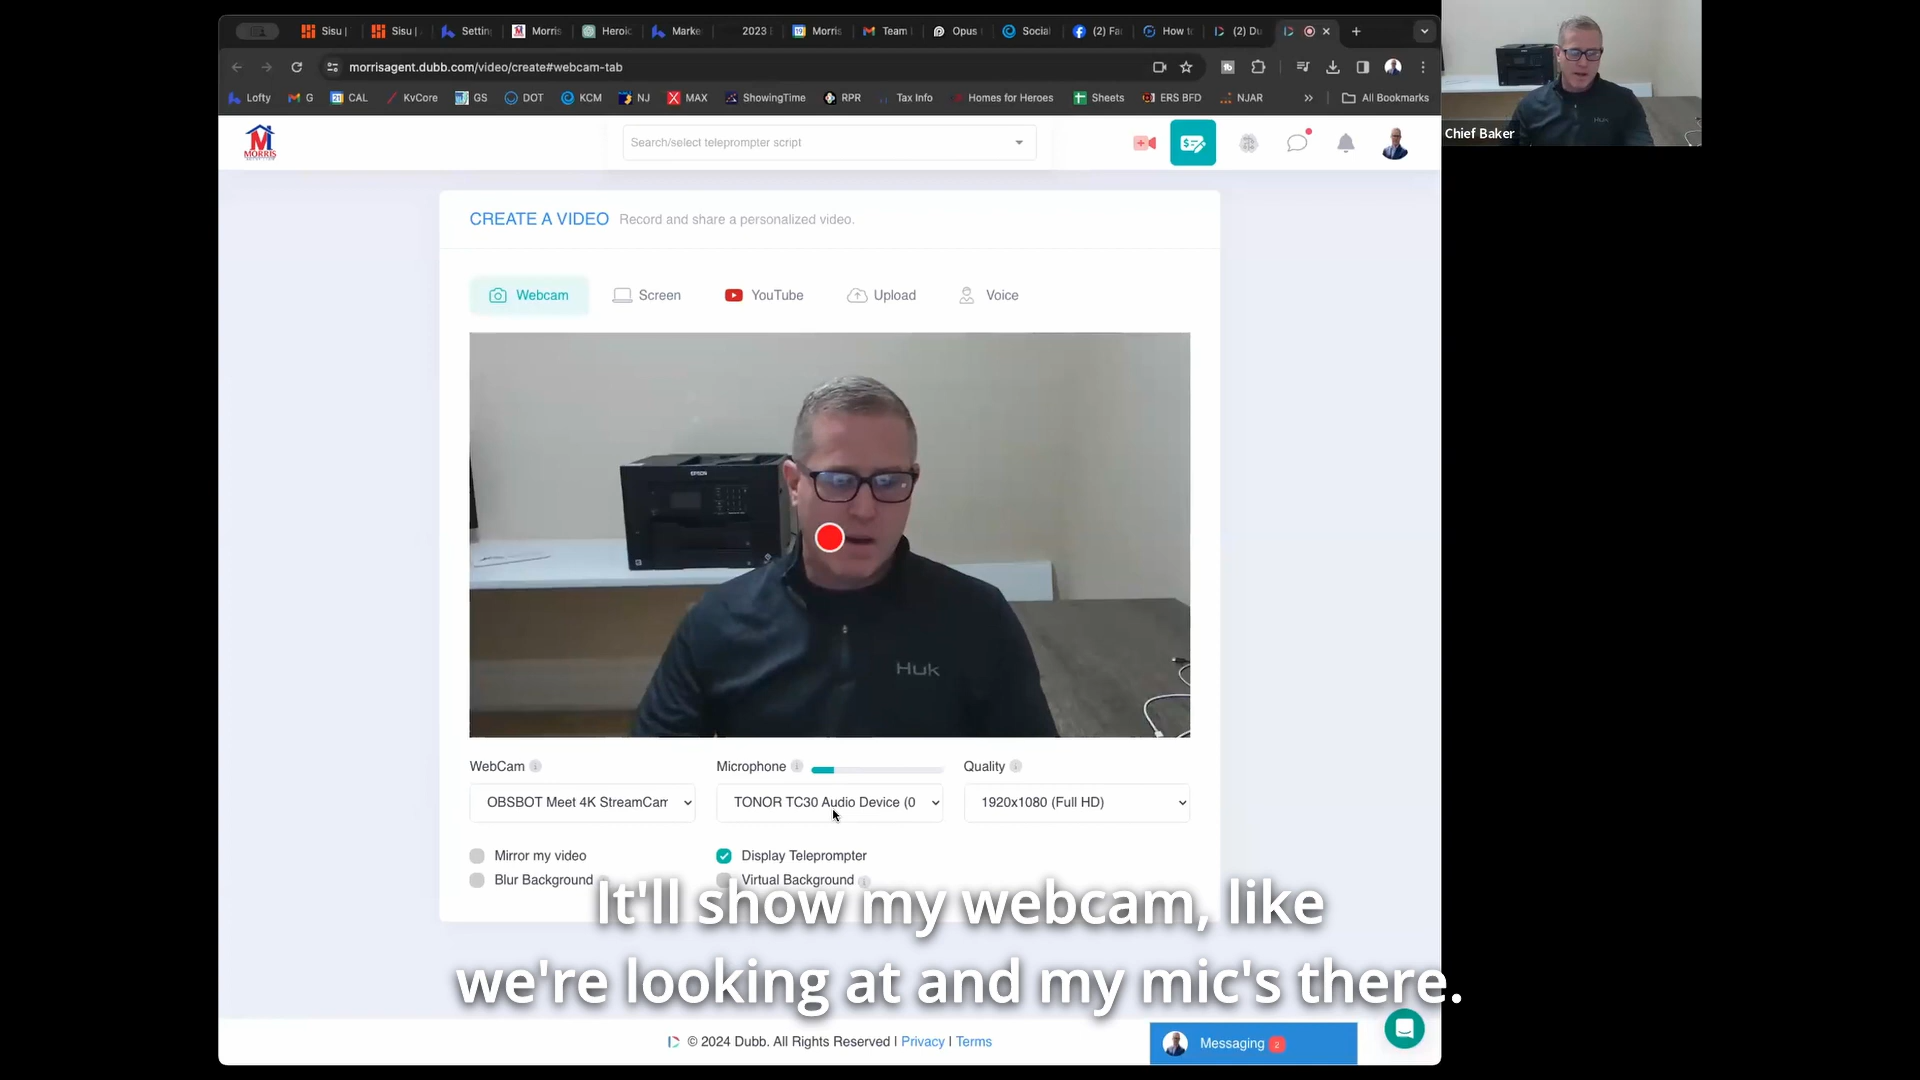 Sisu |
Sisu |
Settin
Morris
Heroic
Marke
2023 |
Morris
Team
Opus
Social
(2) Fa
How to
(2) Du
morrisagent.dubb.com/video/create#webcam-tab
Lofty
G
CAL
KvCore
GS
DOT
KCM
NJ
MAX
ShowingTime
RPR
Tax Info
Homes for Heroes
Sheets
ERS BFD
NJAR
All Bookmarks
Chief Baker
MORRIS
Search/select teleprompter script
CREATE A VIDEO Record and share a personalized video.
Webcam
Screen
YouTube
Upload
Voice
EPSON
Huk
WebCam
Microphone
Quality
OBSBOT Meet 4K StreamCam
TONOR TC30 Audio Device (0
1920x1080 (Full HD)
Mirror my video
Display Teleprompter
Blur Background
Virtual Background
It'll show my webcam, like
we're looking at and my mic's there.
© 2024 Dubb. All Rights Reserved | Privacy | Terms
Messaging 2